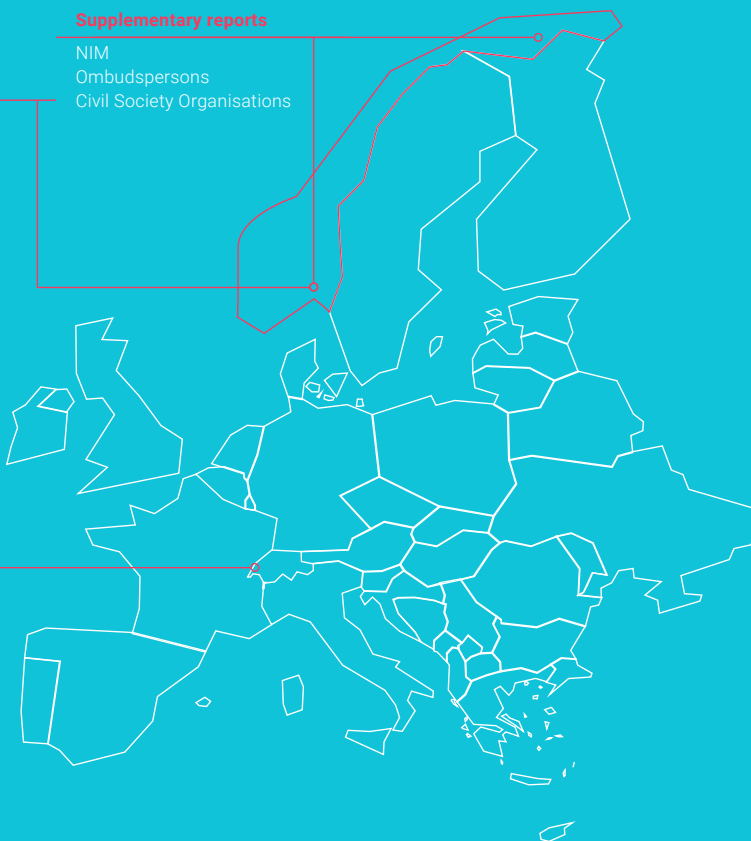 Supplementary reports
NIM
Ombudspersons
Civil Society Organisations